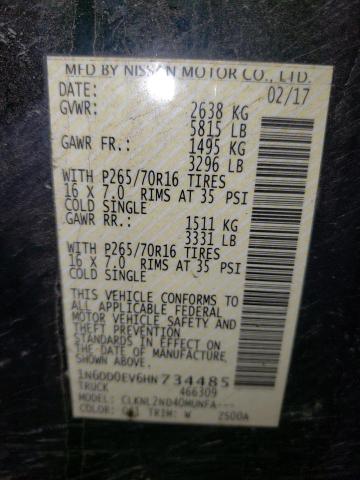 MFD BY NISSAN MOTOR CO., LTD.
DATE: 02/17
GVWR: 2638 KG
5815 LB
GAWR FR.: 1495 KG
3296 LB
WITH P265/70R16 TIRES
16 X 7.0 RIMS AT 35 PSI
COLD SINGLE
GAWR RR.: 1511 KG
3331 LB
WITH P265/70R16 TIRES
16 X 7.0 RIMS AT 35 PSI
COLD SINGLE
THIS VEHICLE CONFORMS TO
ALL APPLICABLE FEDERAL
MOTOR VEHICLE SAFETY AND
THEFT PREVENTION
STANDARDS IN EFFECT
ON THE DATE OF MANUFACTURE
SHOWN ABOVE.
1N6DD0EV6HN734485
TRUCK 466309
MODEL: CLKNL2ND40MUNFA---
COLOR: TRIM: W 2500A